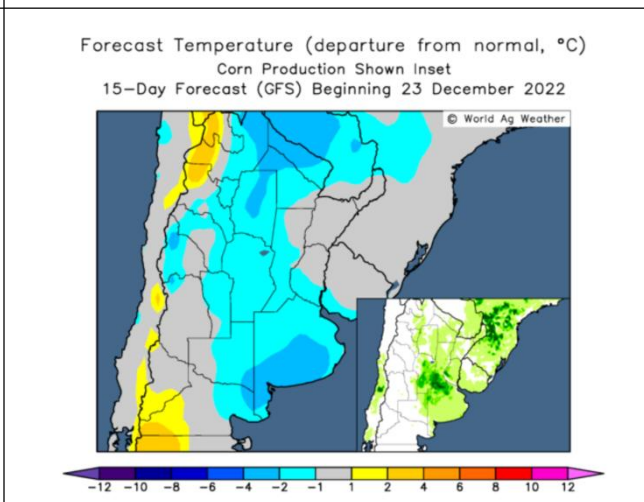 Forecast Temperature (departure from normal, °C)
Corn Production Shown Inset
15-Day Forecast (GFS) Beginning 23 December 2022
© World Ag Weather
-12 -10 -8 -6 -4 -2 -1 1 2 4 6 8 10 12